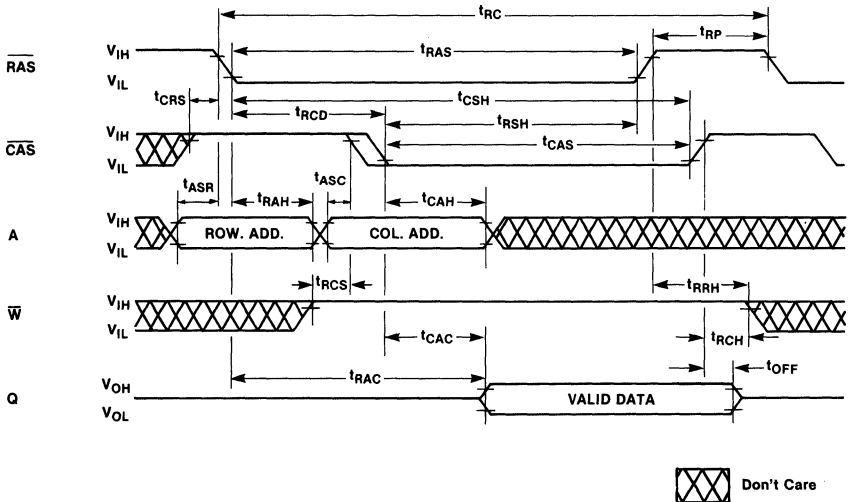 tRC
tRP
VIH
tRAS
RAS
VIL
tCRS
tCSH
tRCD
tRSH
VIH
tCAS
CAS
VIL
tASR
tRAH
tASC
tCAH
VIH
A
ROW. ADD.
COL. ADD.
VIL
tRCS
tRRH
VIH
W
VIL
tCAC
tRCH
tRAC
tOFF
VOH
Q
VALID DATA
VOL
Don't Care